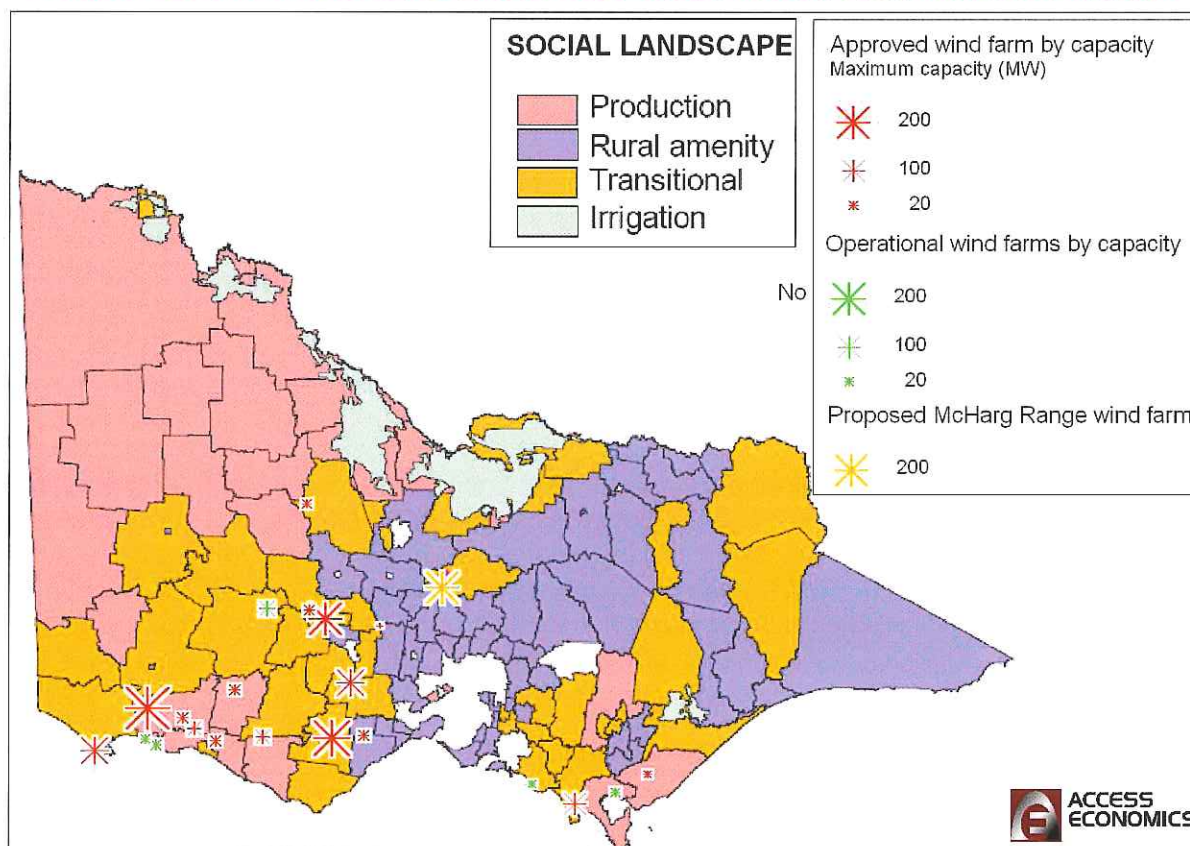 SOCIAL LANDSCAPE
Production
Rural amenity
Transitional
Irrigation
No
Approved wind farm by capacity
Maximum capacity (MW)
200
100
20
Operational wind farms by capacity
200
100
20
Proposed McHarg Range wind farm
200
ACCESS
ECONOMICS